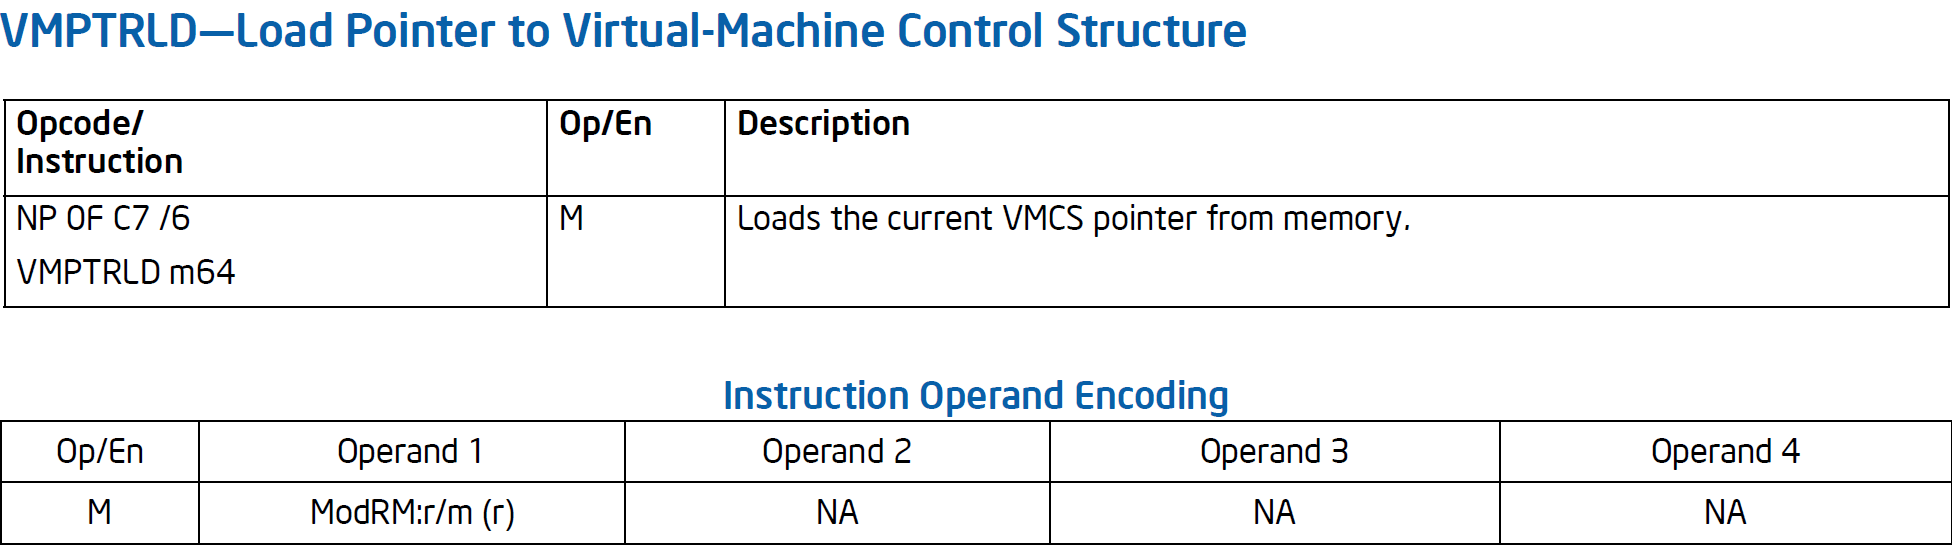 VMPTRLD—Load Pointer to Virtual-Machine Control Structure
Opcode/ Op/En Description
Instruction
NP 0F C7 /6 M Loads the current VMCS pointer from memory.
VMPTRLD m64
Instruction Operand Encoding
Op/En Operand 1 Operand 2 Operand 3 Operand 4
M ModRM:r/m (r) NA NA NA